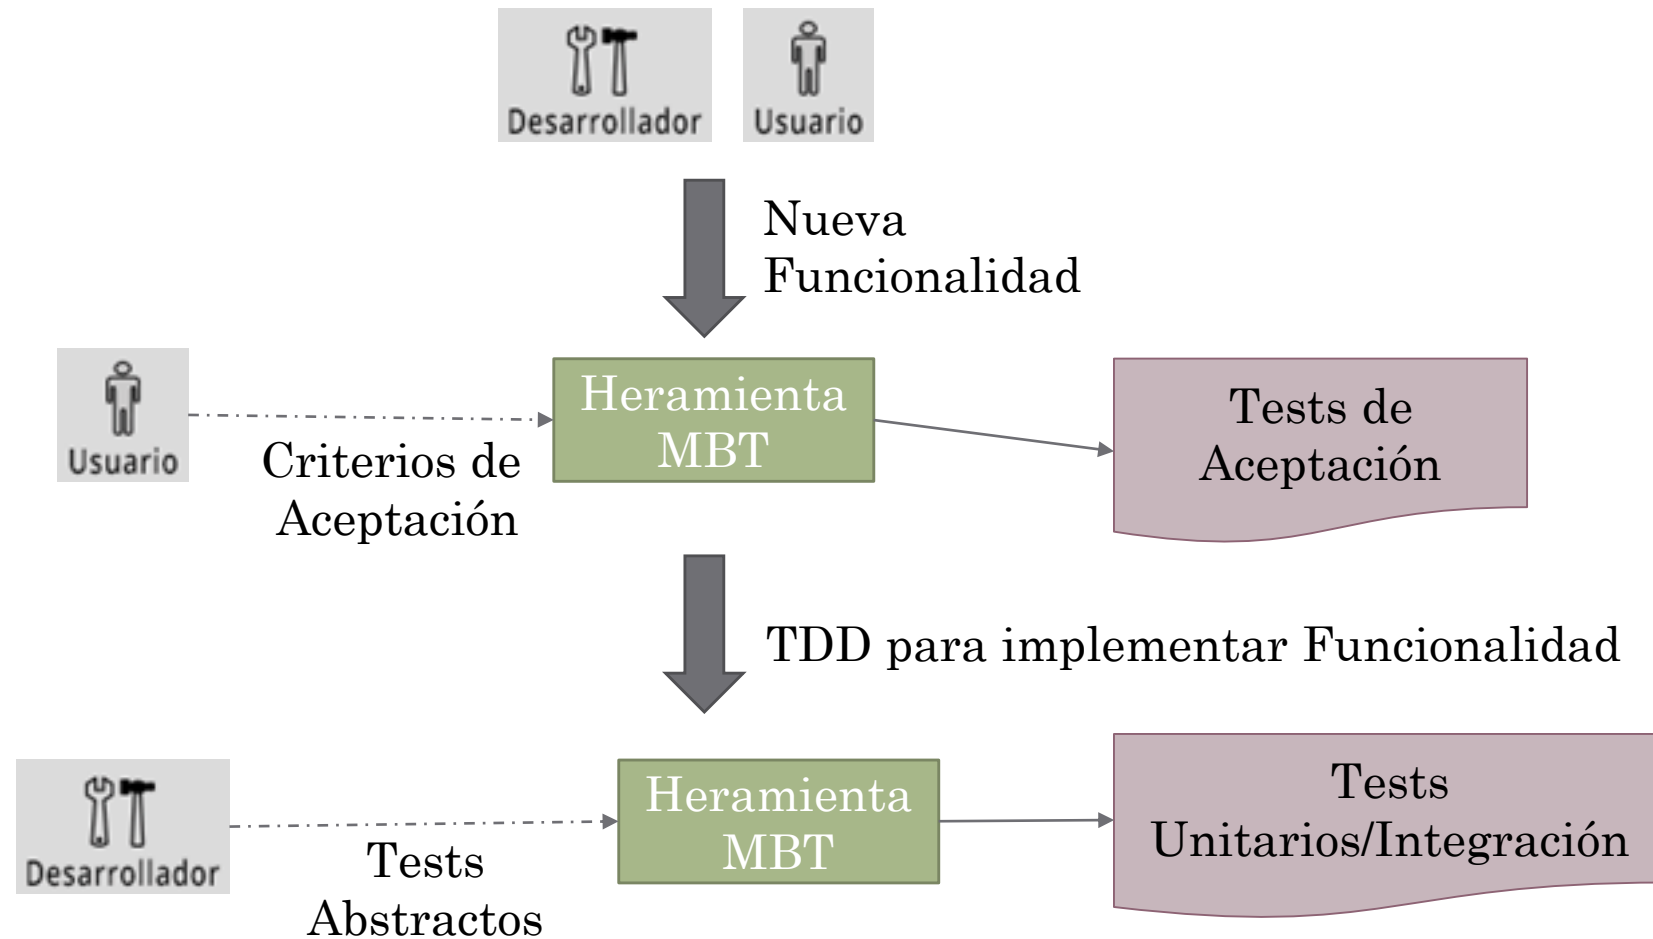 Desarrollador
Usuario
Nueva
Funcionalidad
Usuario
Criterios de
Aceptación
Heramienta
MBT
Tests de
Aceptación
TDD para implementar Funcionalidad
Desarrollador
Tests
Abstractos
Heramienta
MBT
Tests
Unitarios/Integración